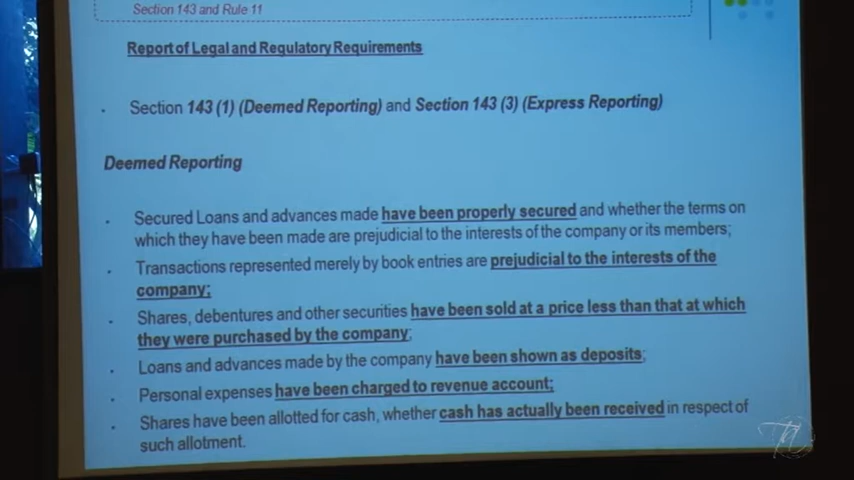 Section 143 and Rule 11
Report of Legal and Regulatory Requirements
Section 143 (1) (Deemed Reporting) and Section 143 (3) (Express Reporting)
Deemed Reporting
Secured Loans and advances made have been properly secured and whether the terms on
which they have been made are prejudicial to the interests of the company or its members;
Transactions represented merely by book entries are prejudicial to the interests of the
company;
Shares, debentures and other securities have been sold at a price less than that at which
they were purchased by the company;
Loans and advances made by the company have been shown as deposits;
Personal expenses have been charged to revenue account;
Shares have been allotted for cash, whether cash has actually been received in respect of
such allotment.